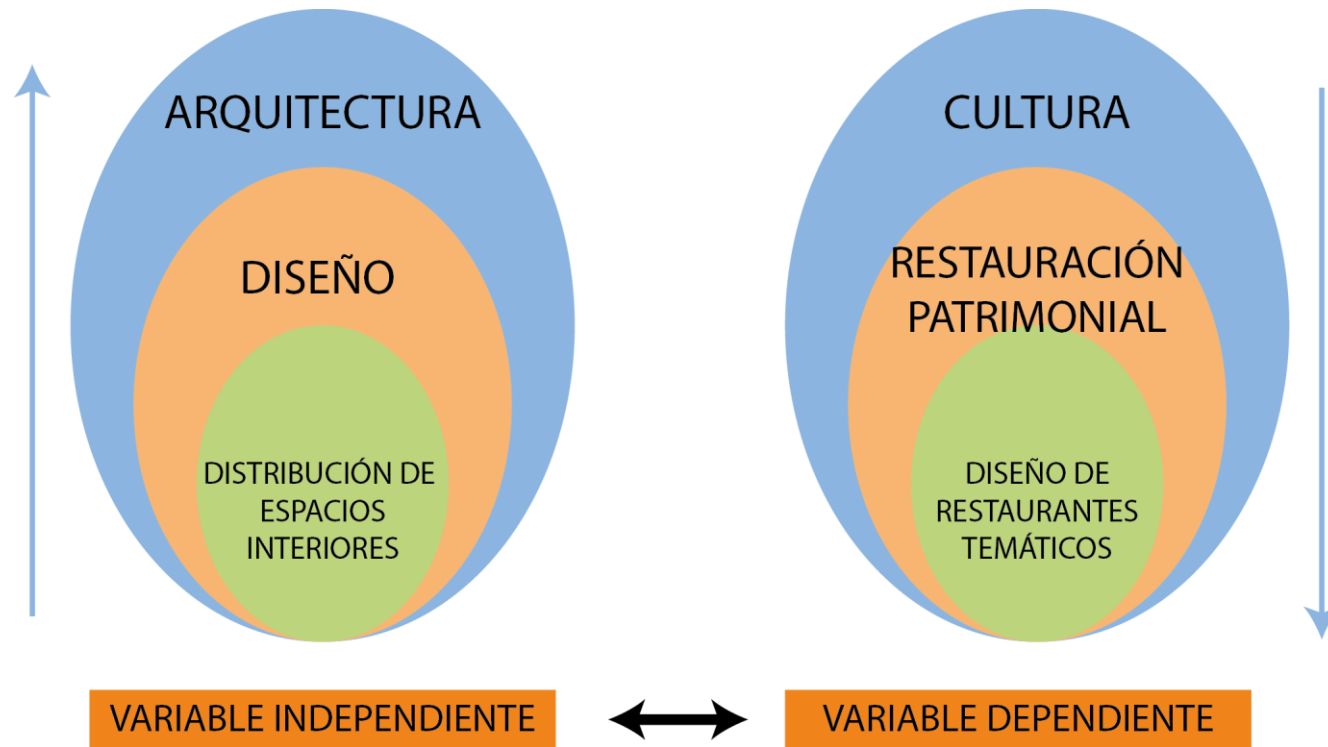 ARQUITECTURA
DISEÑO
DISTRIBUCIÓN DE
ESPACIOS
INTERIORES
VARIABLE INDEPENDIENTE
CULTURA
RESTAURACIÓN
PATRIMONIAL
DISEÑO DE
RESTAURANTES
TEMÁTICOS
VARIABLE DEPENDIENTE